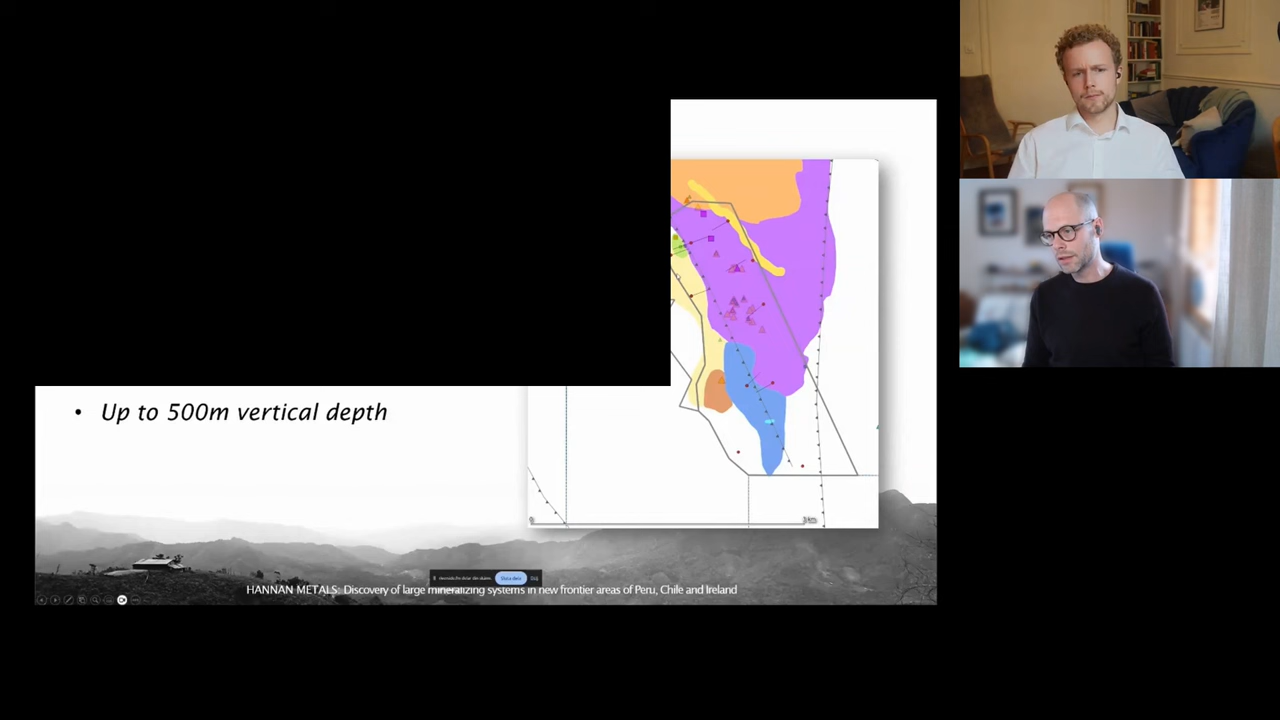 • Up to 500m vertical depth
HANNAN METALS: Discovery of large mineralizing systems in new frontier areas of Peru, Chile and Ireland